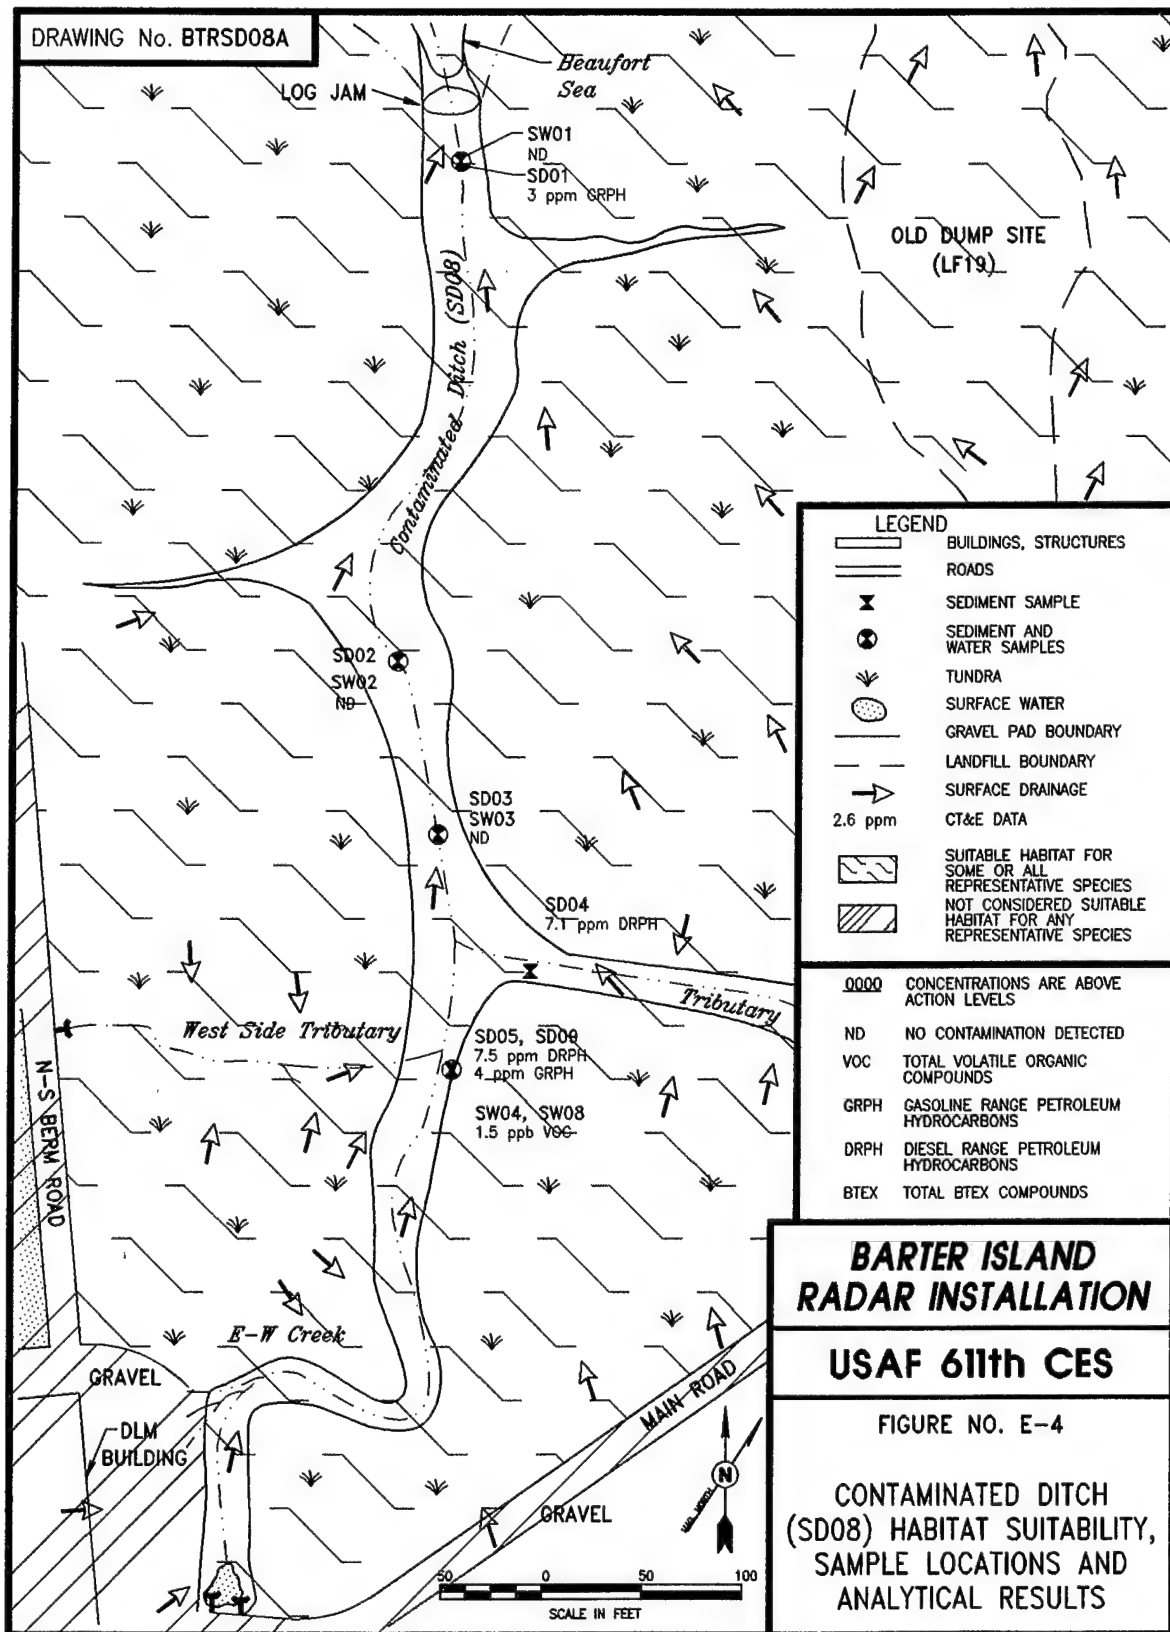 DRAWING No. BTRSD08A
Beaufort
Sea
LOG JAM
SW01
ND
SD01
3 ppm GRPH
OLD DUMP SITE
(LF19)
Contaminated Ditch (SD08)
SD02
SW02
ND
SD03
SW03
ND
SD04
7.1 ppm DRPH
Tributary
West Side Tributary
SD05, SD09
7.5 ppm DRPH
4 ppm GRPH
SW04, SW08
1.5 ppb VOC
N-S BERM ROAD
E-W Creek
GRAVEL
DLM
BUILDING
MAIN ROAD
GRAVEL
N
50 0 50 100
SCALE IN FEET
LEGEND
BUILDINGS, STRUCTURES
ROADS
SEDIMENT SAMPLE
SEDIMENT AND
WATER SAMPLES
TUNDRA
SURFACE WATER
GRAVEL PAD BOUNDARY
LANDFILL BOUNDARY
SURFACE DRAINAGE
2.6 ppm CT&E DATA
SUITABLE HABITAT FOR
SOME OR ALL
REPRESENTATIVE SPECIES
NOT CONSIDERED SUITABLE
HABITAT FOR ANY
REPRESENTATIVE SPECIES
0000 CONCENTRATIONS ARE ABOVE
ACTION LEVELS
ND NO CONTAMINATION DETECTED
VOC TOTAL VOLATILE ORGANIC
COMPOUNDS
GRPH GASOLINE RANGE PETROLEUM
HYDROCARBONS
DRPH DIESEL RANGE PETROLEUM
HYDROCARBONS
BTEX TOTAL BTEX COMPOUNDS
BARTER ISLAND
RADAR INSTALLATION
USAF 611th CES
FIGURE NO. E-4
CONTAMINATED DITCH
(SD08) HABITAT SUITABILITY,
SAMPLE LOCATIONS AND
ANALYTICAL RESULTS